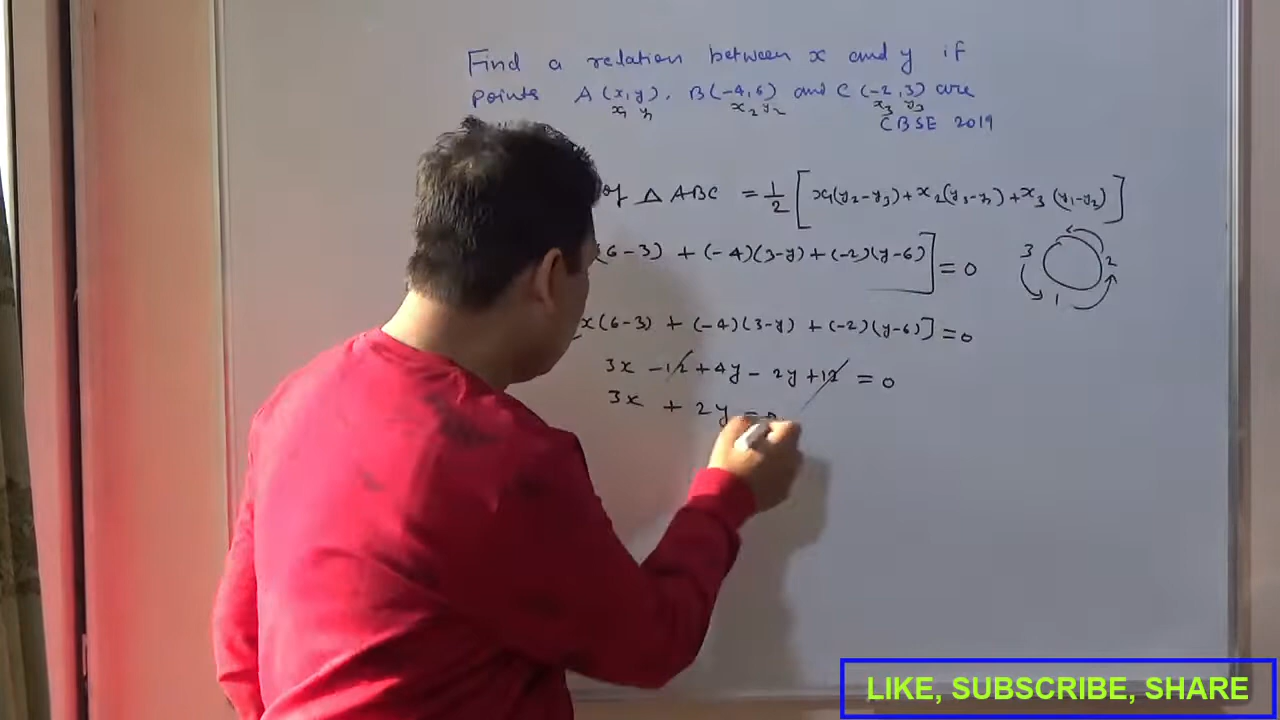 Find a relation between x and y if
points A (x,y), B(-4,6) and C (-2,3) are
x₁ y₁ x₂ y₂ x₃ y₃
CBSE 2019
of △ ABC = 1/2 [x₁(y₂-y₃)+x₂(y₃-y₁)+x₃(y₁-y₂)]
(6-3) + (-4)(3-y)+(-2)(y-6)] = 0
3 2
1
x(6-3) + (-4)(3-y) + (-2)(y-6)] = 0
3x -12 +4y - 2y +12 = 0
3x + 2y = 0
LIKE, SUBSCRIBE, SHARE